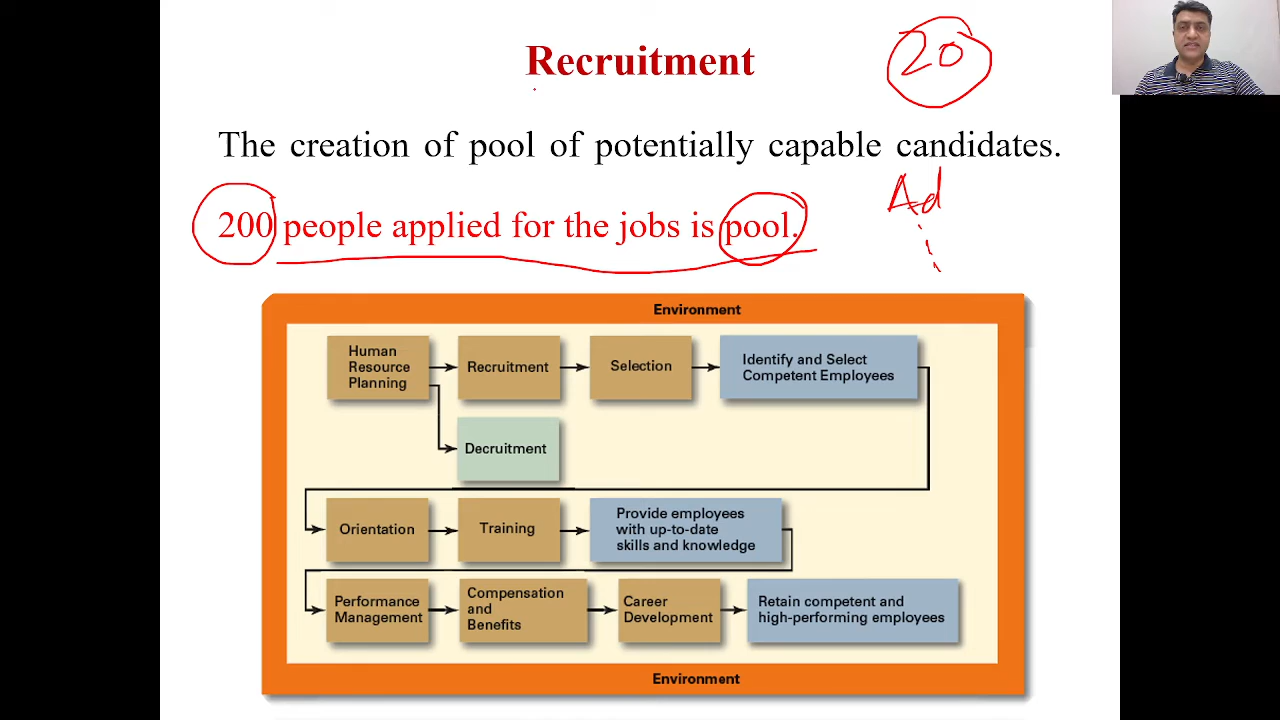 Recruitment
20
The creation of pool of potentially capable candidates.
Ad
200 people applied for the jobs is pool.
Environment
Human
Resource
Planning
Recruitment
Selection
Identify and Select
Competent Employees
Decruitment
Orientation
Training
Provide employees
with up-to-date
skills and knowledge
Performance
Management
Compensation
and
Benefits
Career
Development
Retain competent and
high-performing employees
Environment